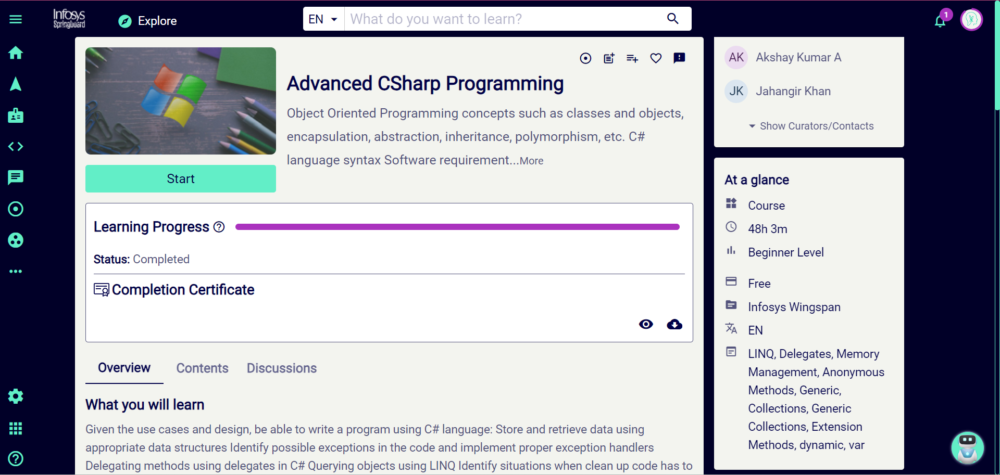 Infosys
Springboard
Explore
EN
What do you want to learn?
1
Advanced CSharp Programming
Object Oriented Programming concepts such as classes and objects,
encapsulation, abstraction, inheritance, polymorphism, etc. C#
language syntax Software requirement...More
Start
Learning Progress
Status: Completed
Completion Certificate
Overview
Contents
Discussions
What you will learn
Given the use cases and design, be able to write a program using C# language: Store and retrieve data using
appropriate data structures Identify possible exceptions in the code and implement proper exception handlers
Delegating methods using delegates in C# Querying objects using LINQ Identify situations when clean up code has to
AK Akshay Kumar A
JK Jahangir Khan
Show Curators/Contacts
At a glance
Course
48h 3m
Beginner Level
Free
Infosys Wingspan
EN
LINQ, Delegates, Memory
Management, Anonymous
Methods, Generic,
Collections, Generic
Collections, Extension
Methods, dynamic, var